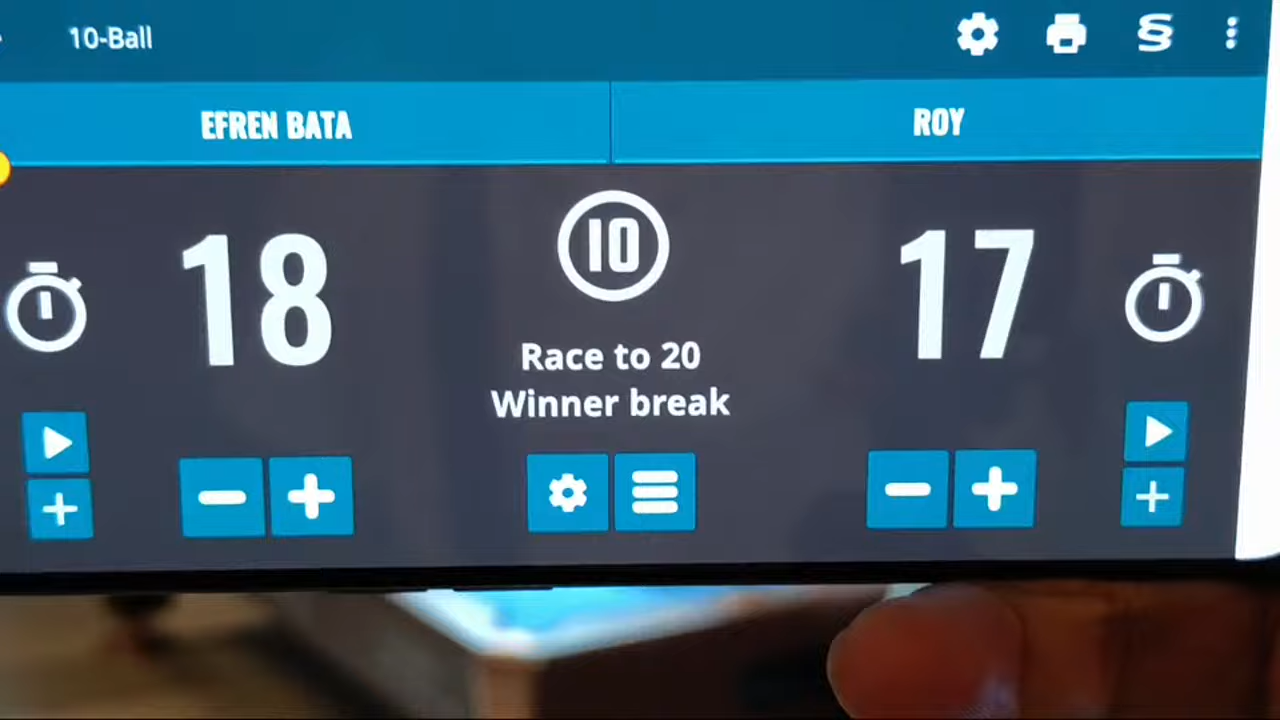 10-Ball
EFREN BATA
ROY
18
10
17
Race to 20
Winner break